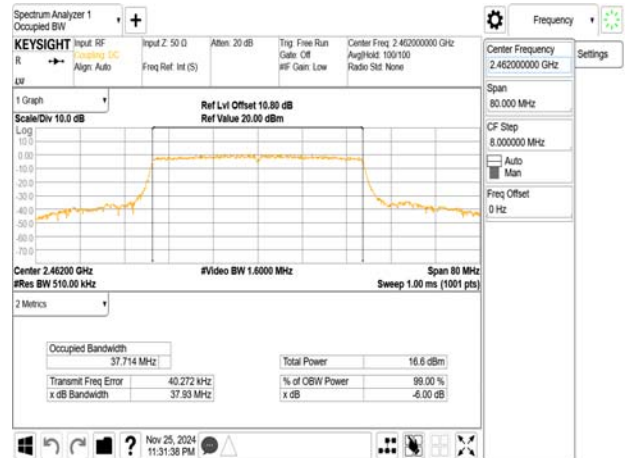 Spectrum Analyzer 1
Occupied BW
Frequency
KEYSIGHT
R
Input: RF
Coupling: DC
Align: Auto
Input Z: 50 Ω
Freq Ref: Int (S)
Atten: 20 dB
Trig: Free Run
Gate: Off
#IF Gain: Low
Center Freq: 2.462000000 GHz
Avg|Hold: 100/100
Radio Std: None
Center Frequency
2.462000000 GHz
Settings
Span
80.000 MHz
CF Step
8.000000 MHz
Auto
Man
Freq Offset
0 Hz
1 Graph
Scale/Div 10.0 dB
Ref Lvl Offset 10.80 dB
Ref Value 20.00 dBm
Log
10.0
0.00
-10.0
-20.0
-30.0
-40.0
-50.0
-60.0
-70.0
Center 2.46200 GHz
#Video BW 1.6000 MHz
Span 80 MHz
#Res BW 510.00 kHz
Sweep 1.00 ms (1001 pts)
2 Metrics
Occupied Bandwidth
37.714 MHz
Total Power 16.6 dBm
Transmit Freq Error 40.272 kHz
% of OBW Power 99.00 %
x dB Bandwidth 37.93 MHz
x dB -6.00 dB
?
Nov 25, 2024
11:31:38 PM